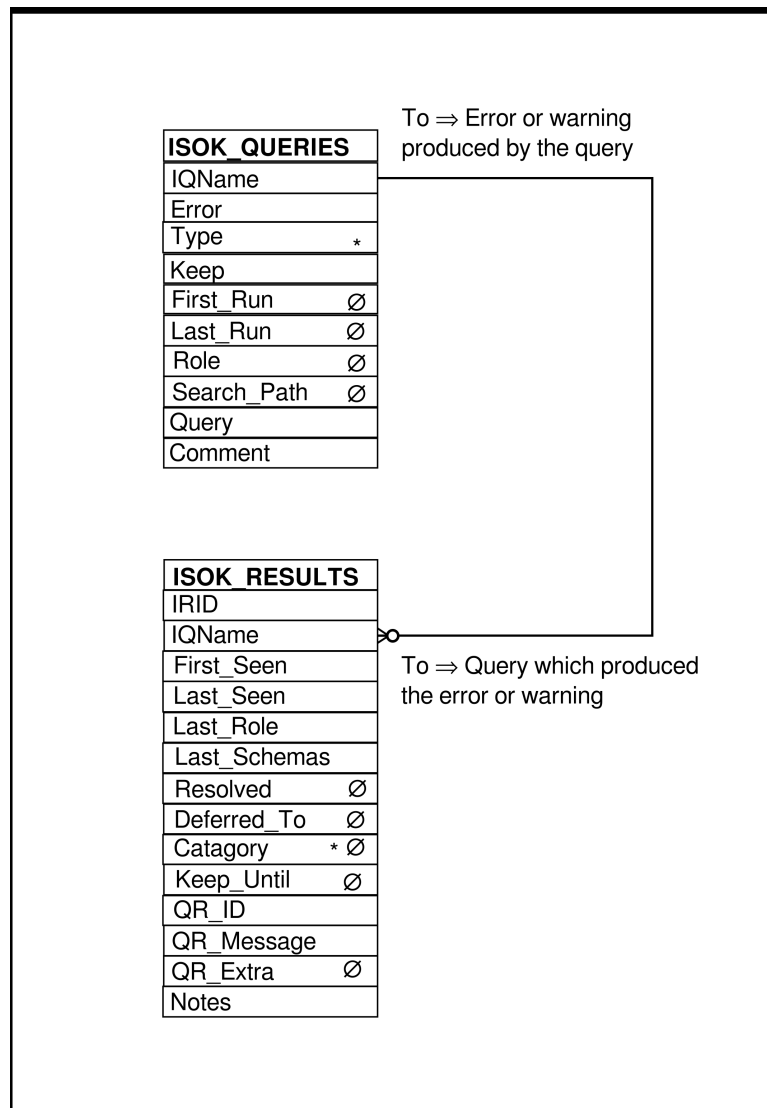 To ⇒ Error or warning
produced by the query
ISOK_QUERIES
IQName
Error
Type *
Keep
First_Run ∅
Last_Run ∅
Role ∅
Search_Path ∅
Query
Comment
ISOK_RESULTS
IRID
IQName
First_Seen
Last_Seen
Last_Role
Last_Schemas
Resolved ∅
Deferred_To ∅
Catagory * ∅
Keep_Until ∅
QR_ID
QR_Message
QR_Extra ∅
Notes
To ⇒ Query which produced
the error or warning